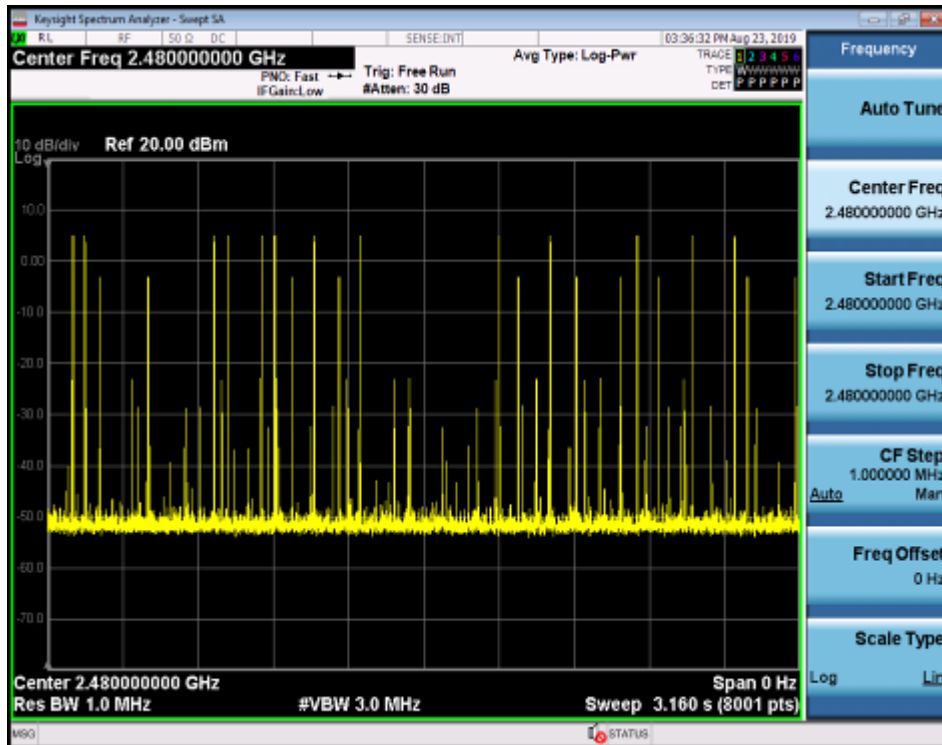 Keysight Spectrum Analyzer - Swept SA
RL RF 50 Ω DC SENSE:INT 03:36:32 PM Aug 23, 2019
Center Freq 2.480000000 GHz
Avg Type: Log-Pwr
TRACE 1 2 3 4 5 6
PNO: Fast
Trig: Free Run
TYPE WWWWWW
IFGain:Low
#Atten: 30 dB
DET P P P P P P
10 dB/div Ref 20.00 dBm
Log
10.0
0.00
-10.0
-20.0
-30.0
-40.0
-50.0
-60.0
-70.0
Center 2.480000000 GHz Span 0 Hz
Res BW 1.0 MHz #VBW 3.0 MHz Sweep 3.160 s (8001 pts)
MSG STATUS
Frequency
Auto Tune
Center Freq
2.480000000 GHz
Start Freq
2.480000000 GHz
Stop Freq
2.480000000 GHz
CF Step
1.000000 MHz
Auto Man
Freq Offset
0 Hz
Scale Type
Log Lin